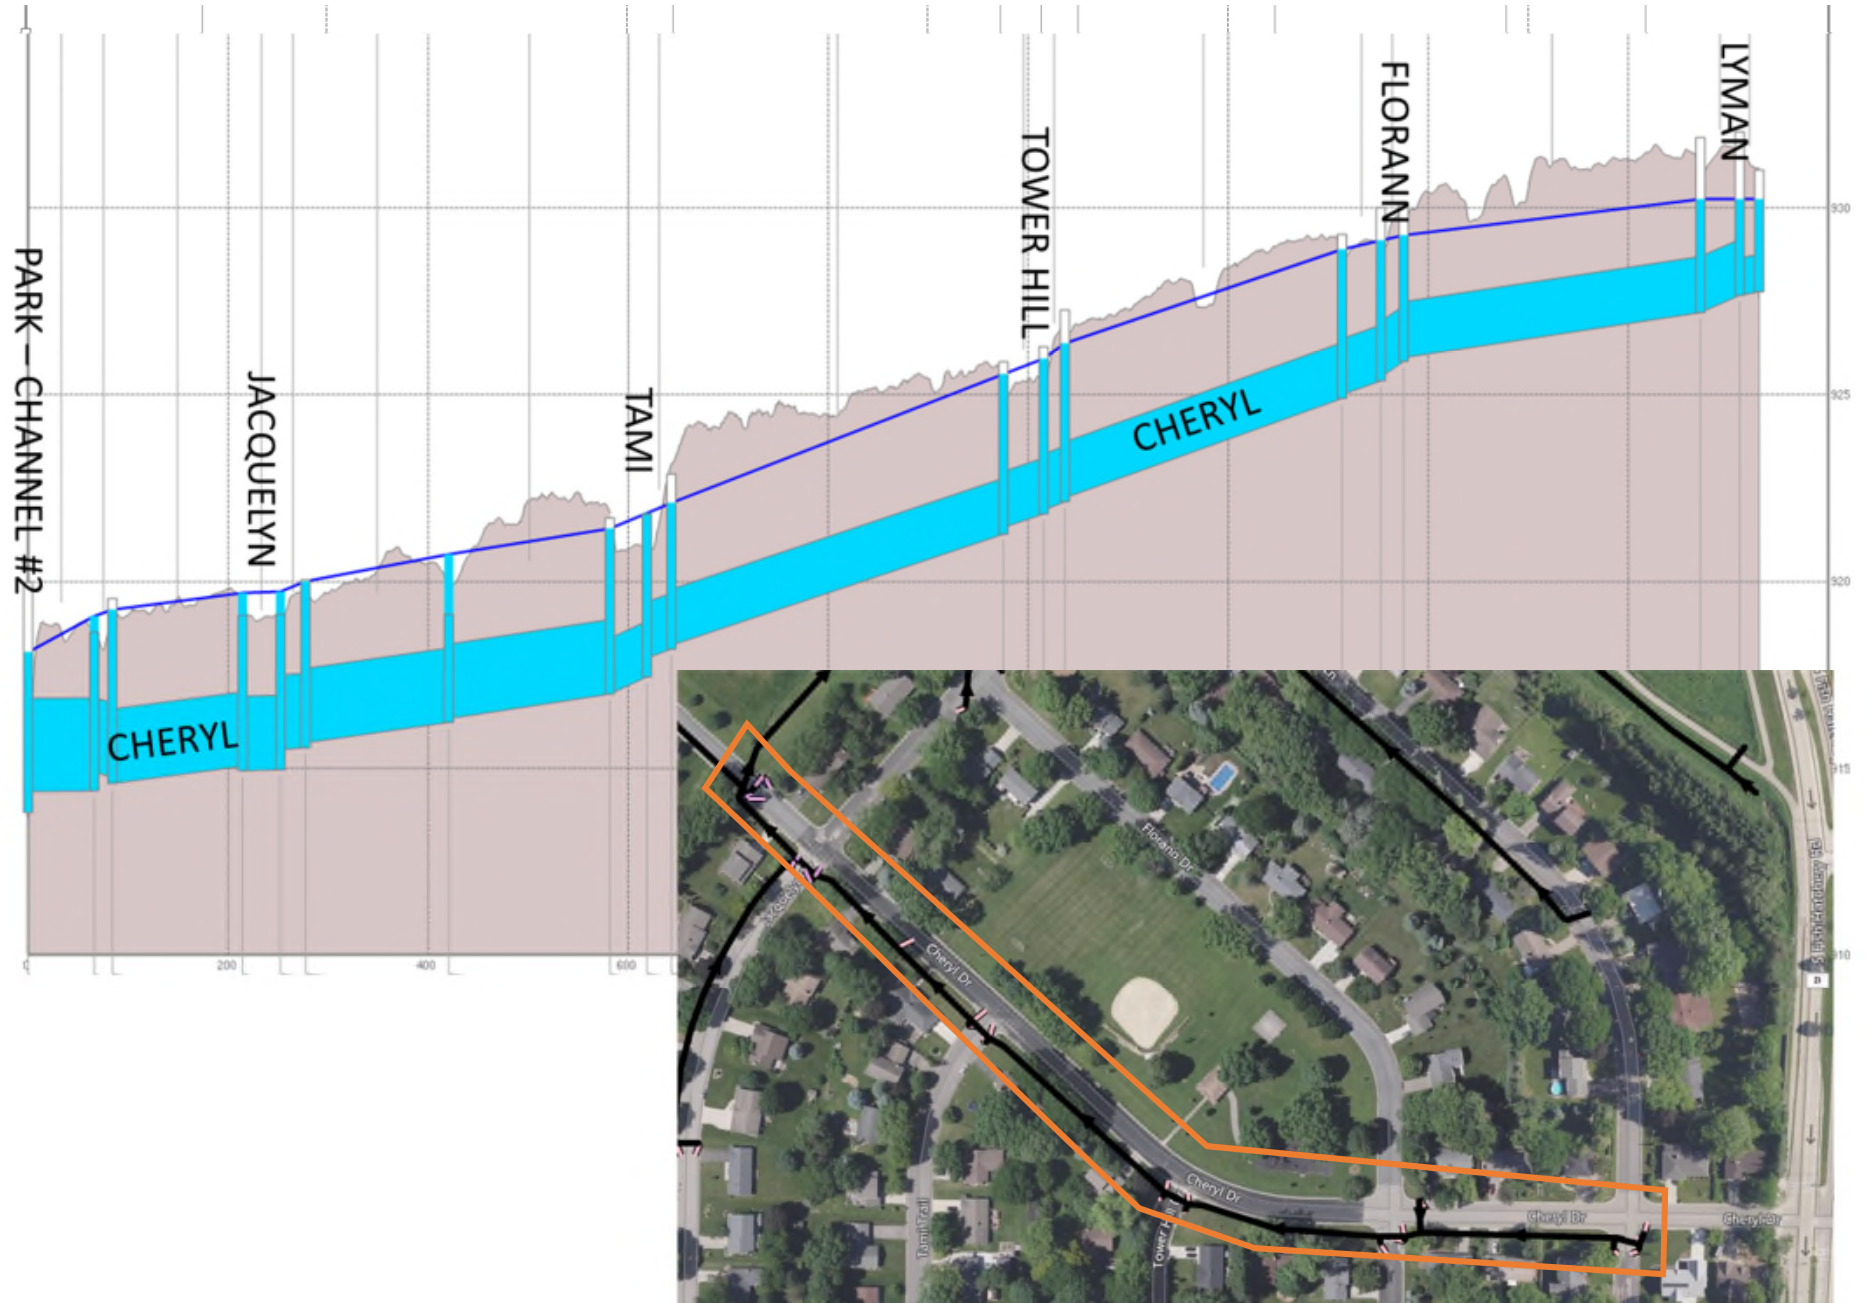 LYMAN
FLORANN
TOWER HILL
930
PARK—CHANNEL #2
JACQUELYN
TAMI
925
CHERYL
920
CHERYL
915
Florann Dr
910
0
200
400
600
Cheryl Dr
Cheryl Dr
Cheryl Dr
Cheryl Dr
Tami Trail
Tower Hill